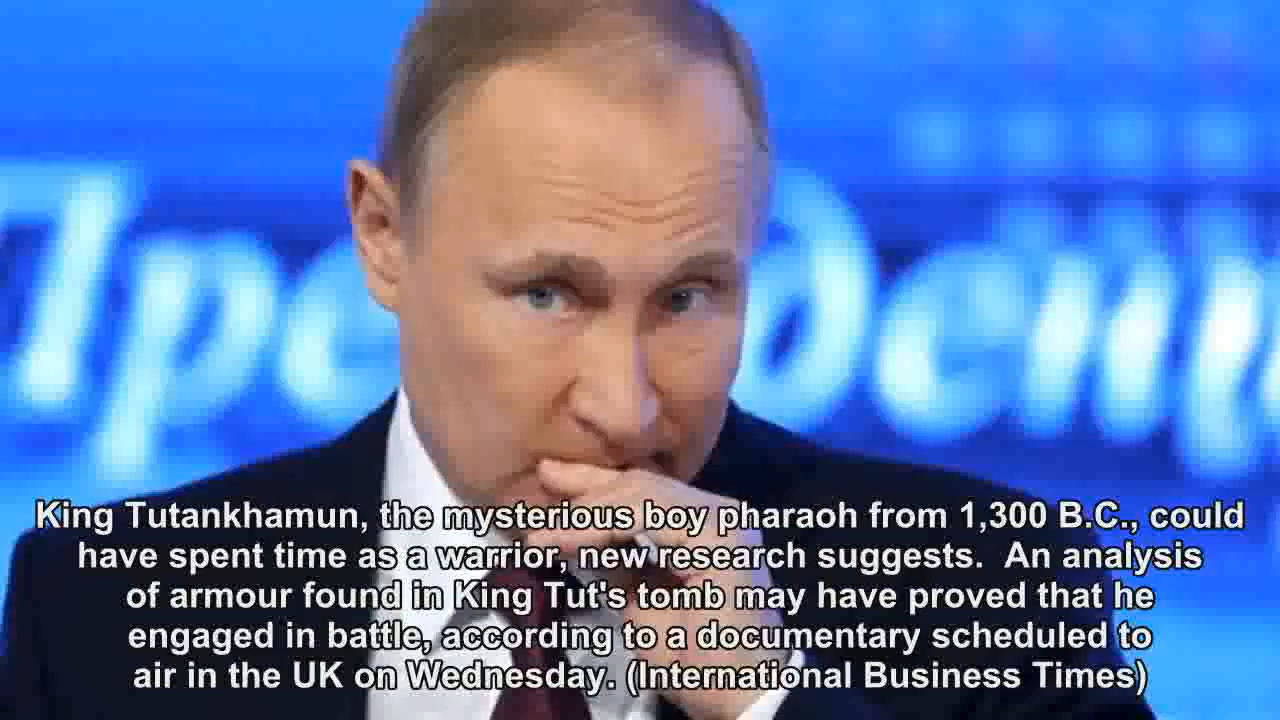 През денц
King Tutankhamun, the mysterious boy pharaoh from 1,300 B.C., could
have spent time as a warrior, new research suggests.  An analysis
of armour found in King Tut's tomb may have proved that he
engaged in battle, according to a documentary scheduled to
air in the UK on Wednesday. (International Business Times)